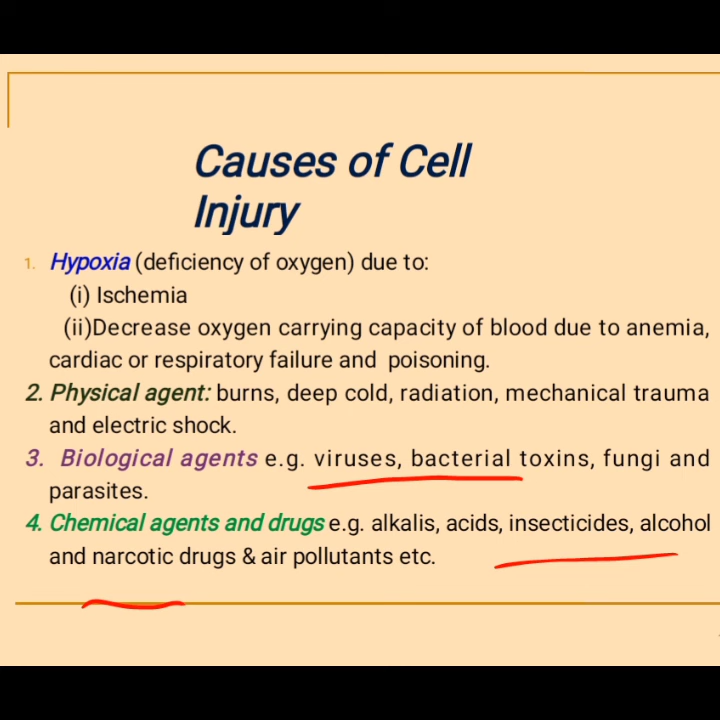 Causes of Cell
Injury
1. Hypoxia (deficiency of oxygen) due to:
(i) Ischemia
(ii)Decrease oxygen carrying capacity of blood due to anemia,
cardiac or respiratory failure and poisoning.
2. Physical agent: burns, deep cold, radiation, mechanical trauma
and electric shock.
3. Biological agents e.g. viruses, bacterial toxins, fungi and
parasites.
4. Chemical agents and drugs e.g. alkalis, acids, insecticides, alcohol
and narcotic drugs & air pollutants etc.